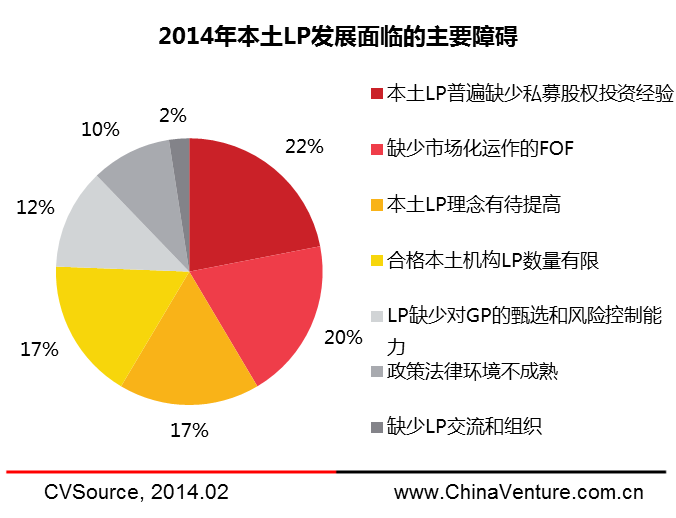 2014年本土LP发展面临的主要障碍
2%
10%
22%
12%
20%
17%
17%
本土LP普遍缺少私募股权投资经验
缺少市场化运作的FOF
本土LP理念有待提高
合格本土机构LP数量有限
LP缺少对GP的甄选和风险控制能
力
政策法律环境不成熟
缺少LP交流和组织
CVSource, 2014.02
www.ChinaVenture.com.cn